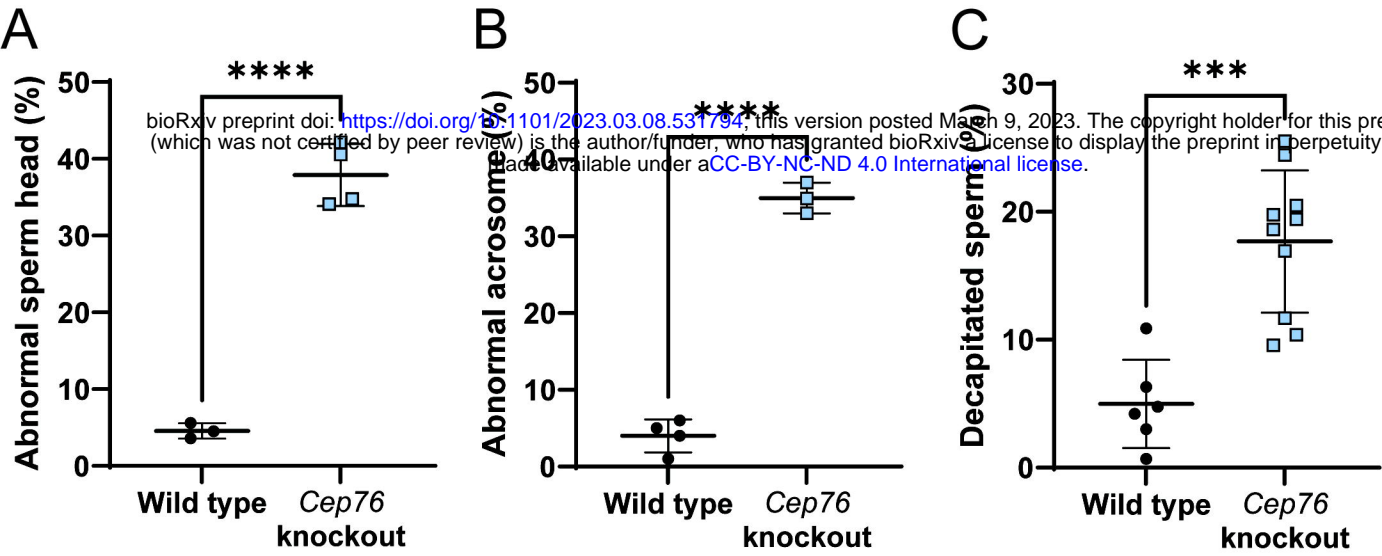 A
B
C
****
****
***
bioRxiv preprint doi: https://doi.org/10.1101/2023.03.08.531794; this version posted March 9, 2023. The copyright holder for this pre
(which was not certified by peer review) is the author/funder, who has granted bioRxiv a license to display the preprint in perpetuity
made available under aCC-BY-NC-ND 4.0 International license.
Abnormal sperm head (%)
50
40
30
20
10
0
Wild type
Cep76
knockout
Abnormal acrosome (%)
50
40
30
20
10
0
Wild type
Cep76
knockout
Decapitated sperm (%)
30
20
10
0
Wild type
Cep76
knockout